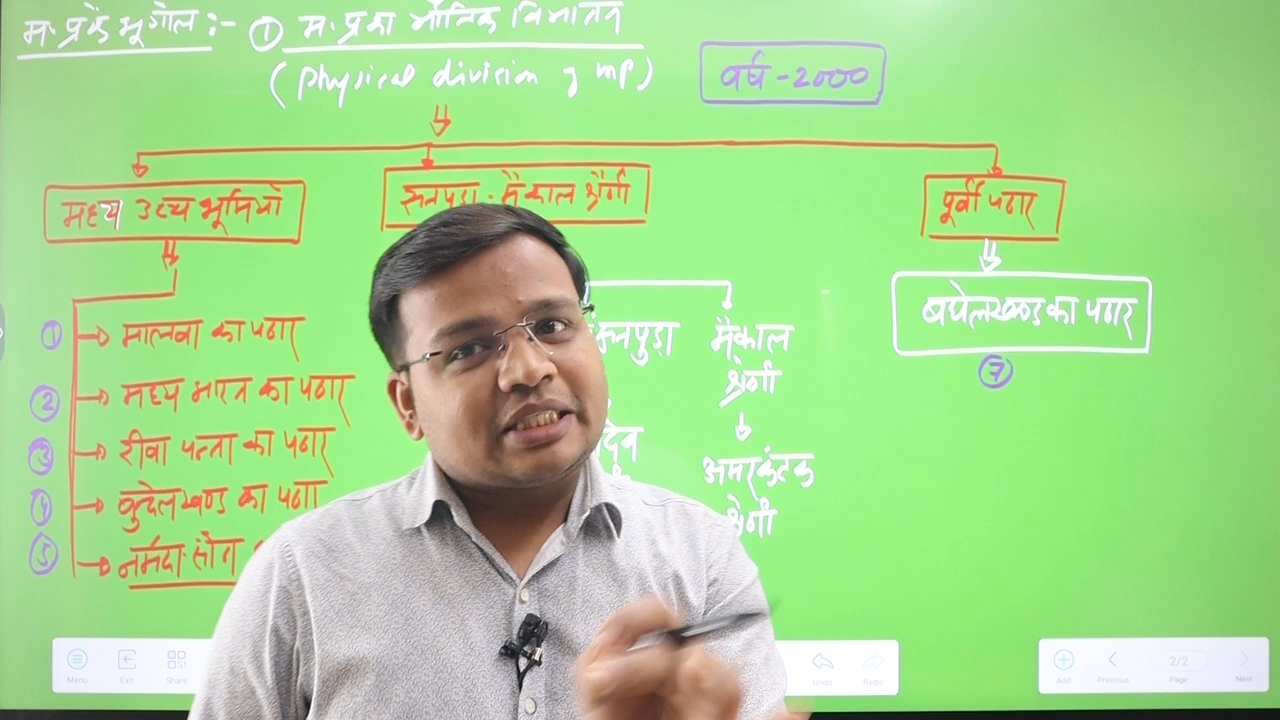 म. प्र. के भूगोल :- ① म. प्र. का भौतिक विभाजन
(Physical division of MP)
वर्ष - 2000
मध्य उच्च भूमियाँ
सतपुड़ा - मैकाल श्रेणी
पूर्वी पठार
① मालवा का पठार
② मध्य भारत का पठार
③ रीवा पन्ना का पठार
④ बुन्देलखण्ड का पठा
⑤ नर्मदा-सोन
सतपुड़ा
मैकाल
श्रेणी
अमरकंटक
श्रेणी
बघेलखण्ड का पठार
⑦
Menu
Exit
Share
Undo
Redo
Add
Previous
2/2
Page
Next